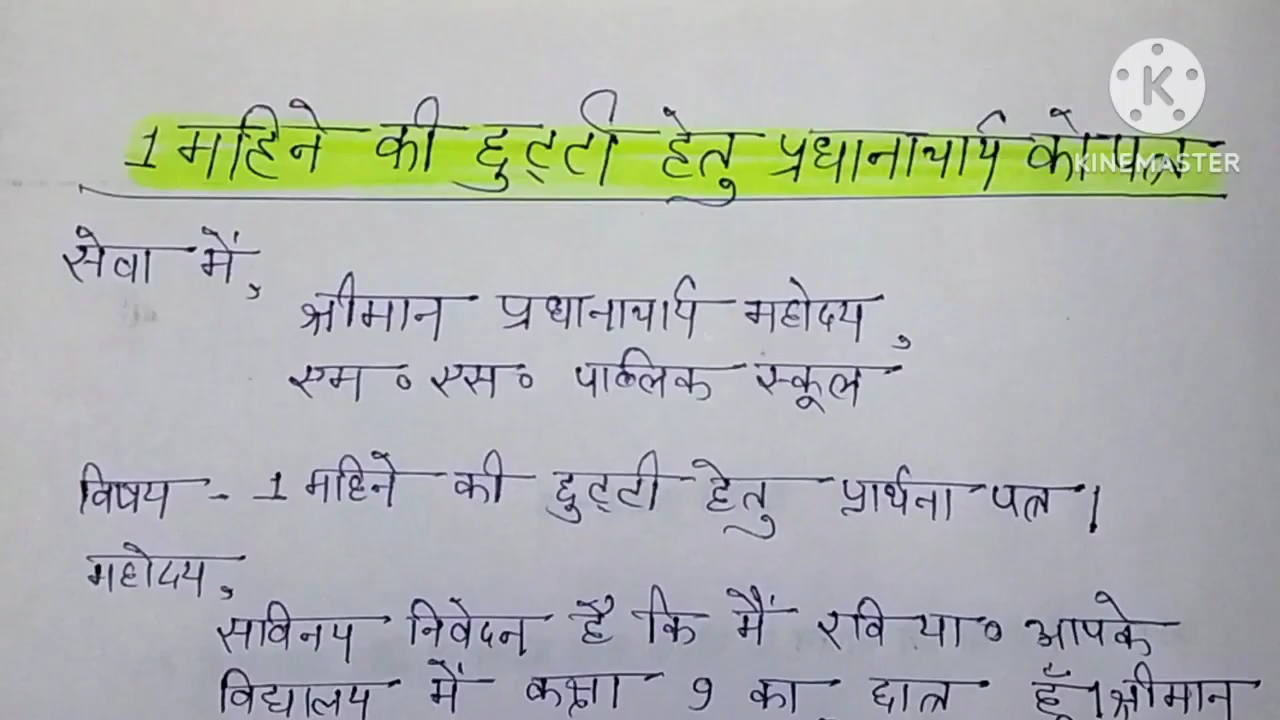 1 महिने की छुट्टी हेतु प्रधानाचार्य को पत्र
KINEMASTER
सेवा में,
श्रीमान प्रधानाचार्य महोदय,
एम० एस० पाब्लिक स्कूल
विषय - 1 महिने की छुट्टी हेतु प्रार्थना पत्र।
महोदय,
सविनय निवेदन है कि मैं रवि या० आपके
विद्यालय में कक्षा 9 का छात्र हूँ। श्रीमान